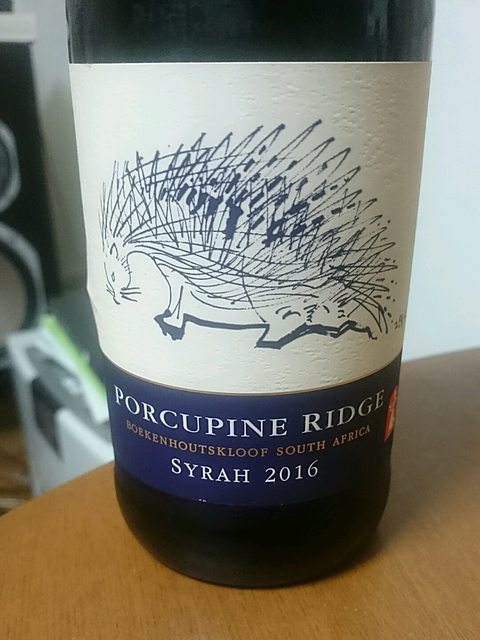 PORCUPINE RIDGE
BOEKENHOUTSKLOOF SOUTH AFRICA
SYRAH 2016